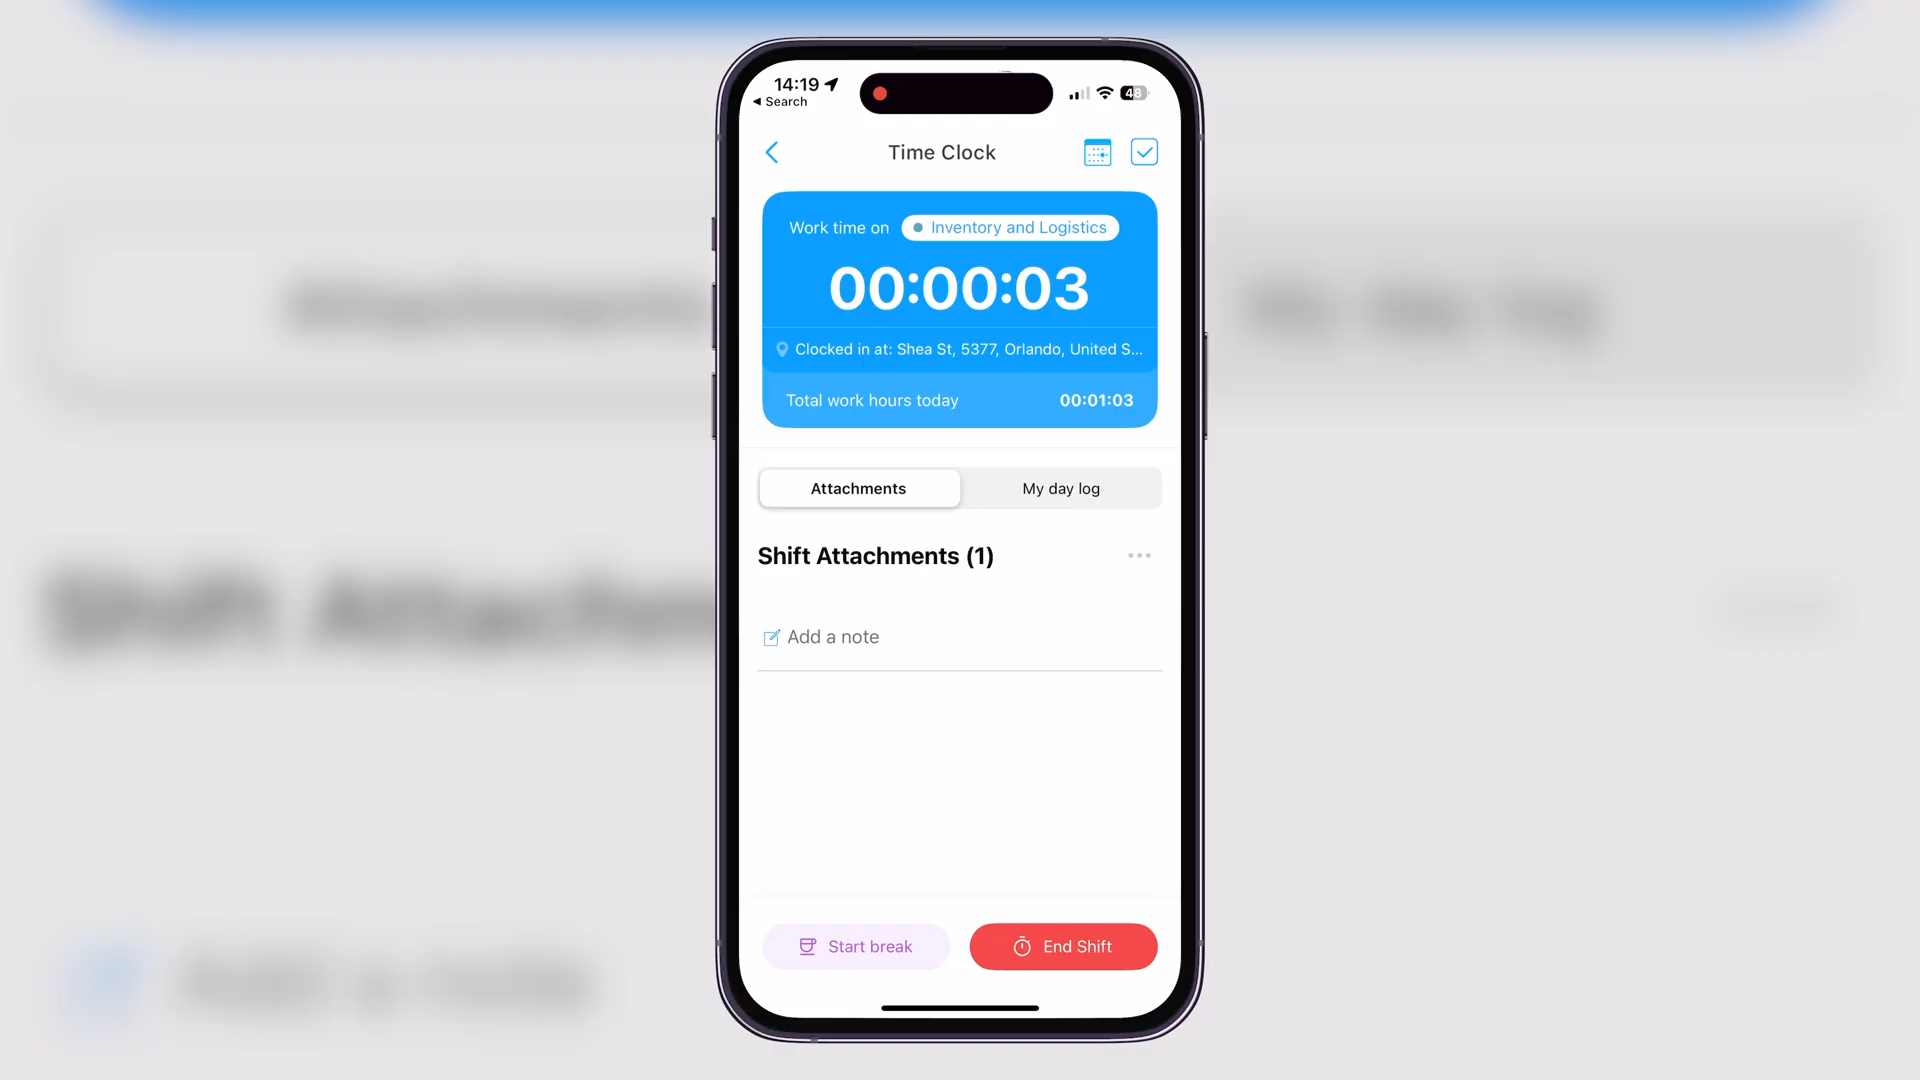 14:19
Search
48
Time Clock
Work time on Inventory and Logistics
00:00:03
Clocked in at: Shea St, 5377, Orlando, United S...
Total work hours today 00:01:03
Attachments My day log
Shift Attachments (1)
Add a note
Start break End Shift